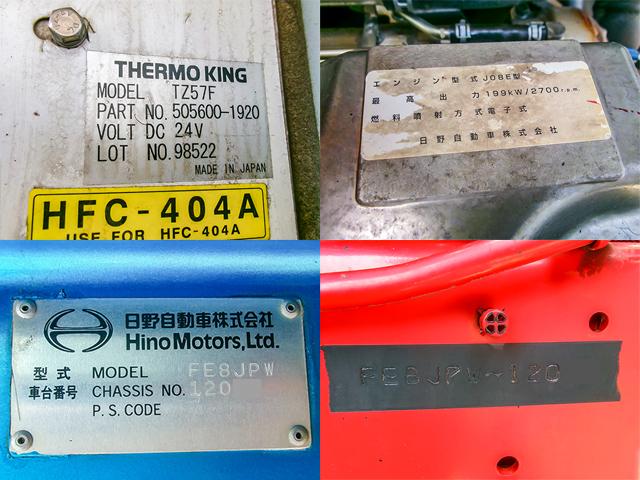 THERMO KING
MODEL TZ57F
PART NO. 505600-1920
VOLT DC 24V
LOT NO. 98522
MADE IN JAPAN
HFC-404A
USE FOR HFC-404A
エンジン型式 J08E型
最高出力 199kW/2700r.p.m.
燃料噴射方式 電子式
日野自動車株式会社
日野自動車株式会社
Hino Motors, Ltd.
型式 MODEL FE8JPW
車台番号 CHASSIS NO. 120
P.S. CODE
FE8JPW-120